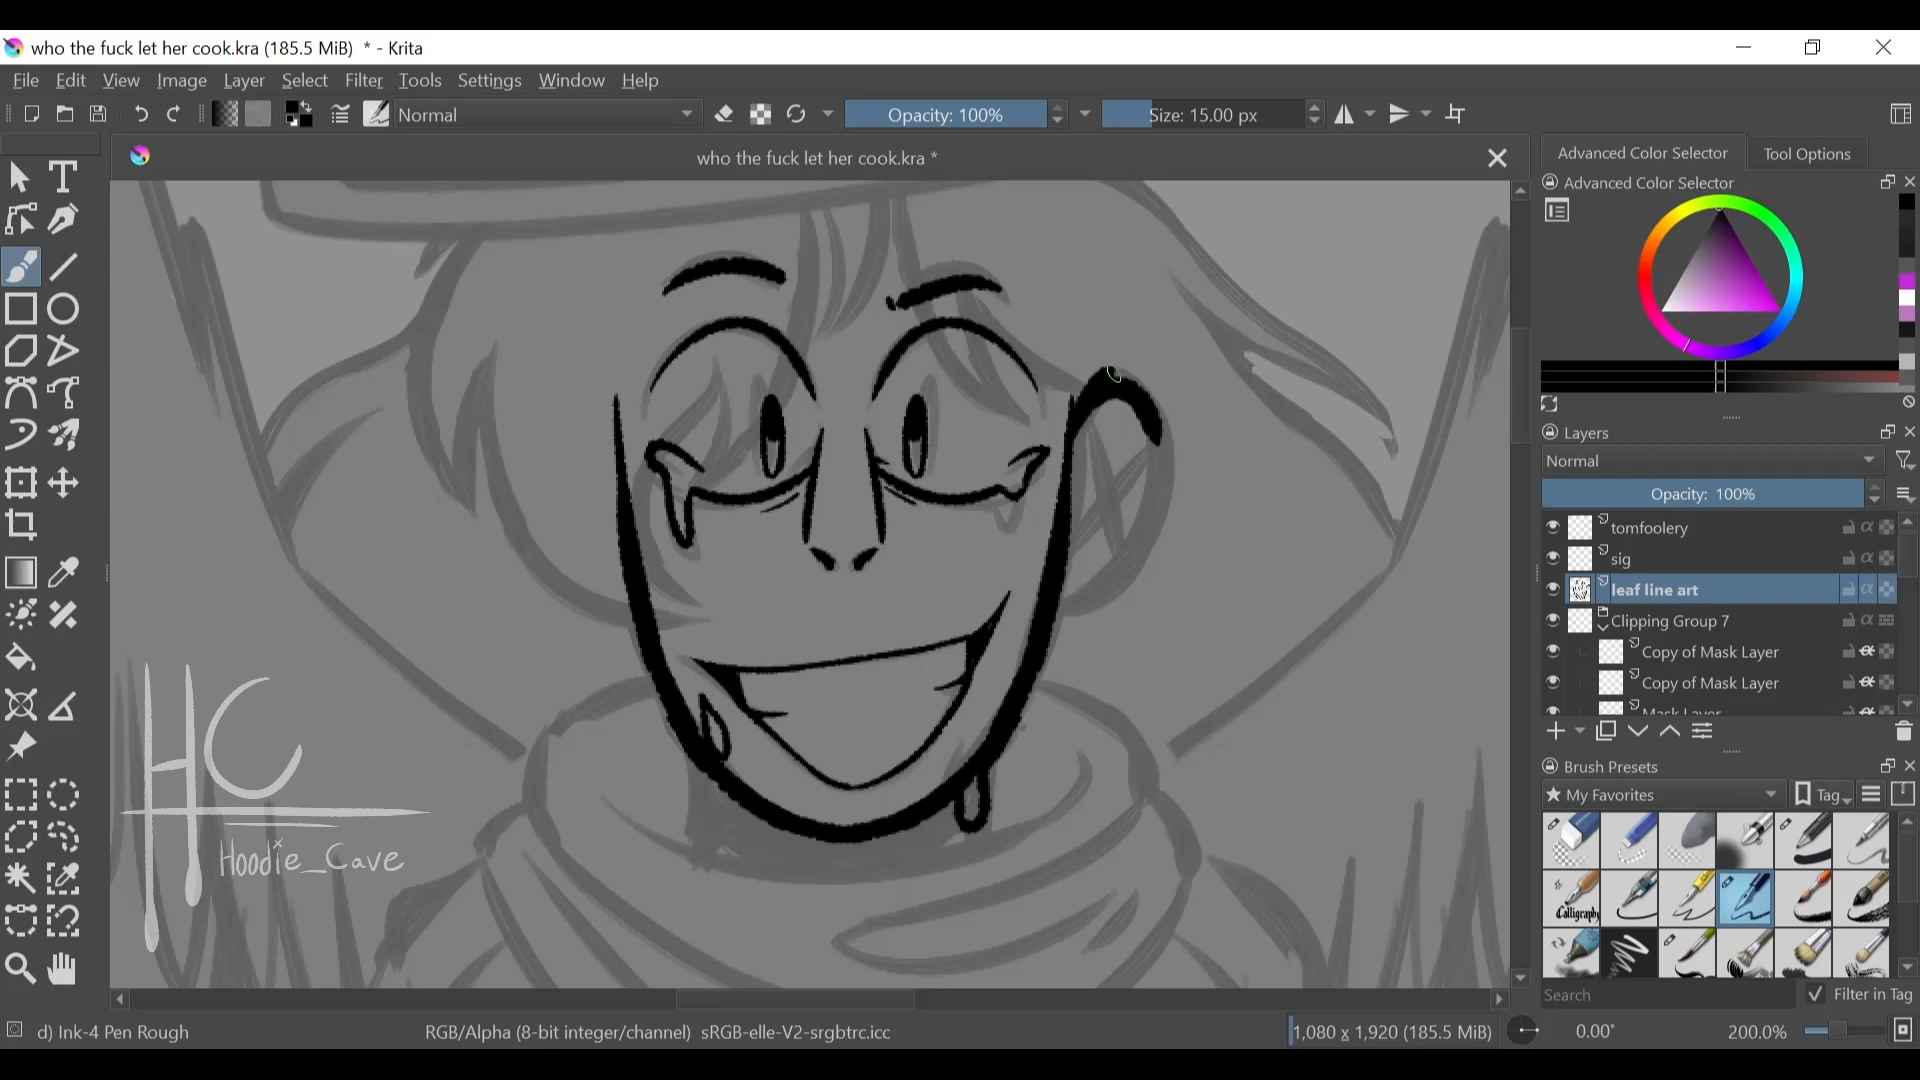 who the fuck let her cook.kra (185.5 MiB) * - Krita
File Edit View Image Layer Select Filter Tools Settings Window Help
Normal Opacity: 100% Size: 15.00 px
who the fuck let her cook.kra *
Advanced Color Selector Tool Options
Advanced Color Selector
Layers
Normal
Opacity: 100%
tomfoolery
sig
leaf line art
Clipping Group 7
Copy of Mask Layer
Copy of Mask Layer
Mask Layer
Brush Presets
My Favorites Tag
Calligraphy
Search Filter in Tag
HC
Hoodie_Cave
d) Ink-4 Pen Rough RGB/Alpha (8-bit integer/channel) sRGB-elle-V2-srgbtrc.icc 1,080 x 1,920 (185.5 MiB) 0.00° 200.0%